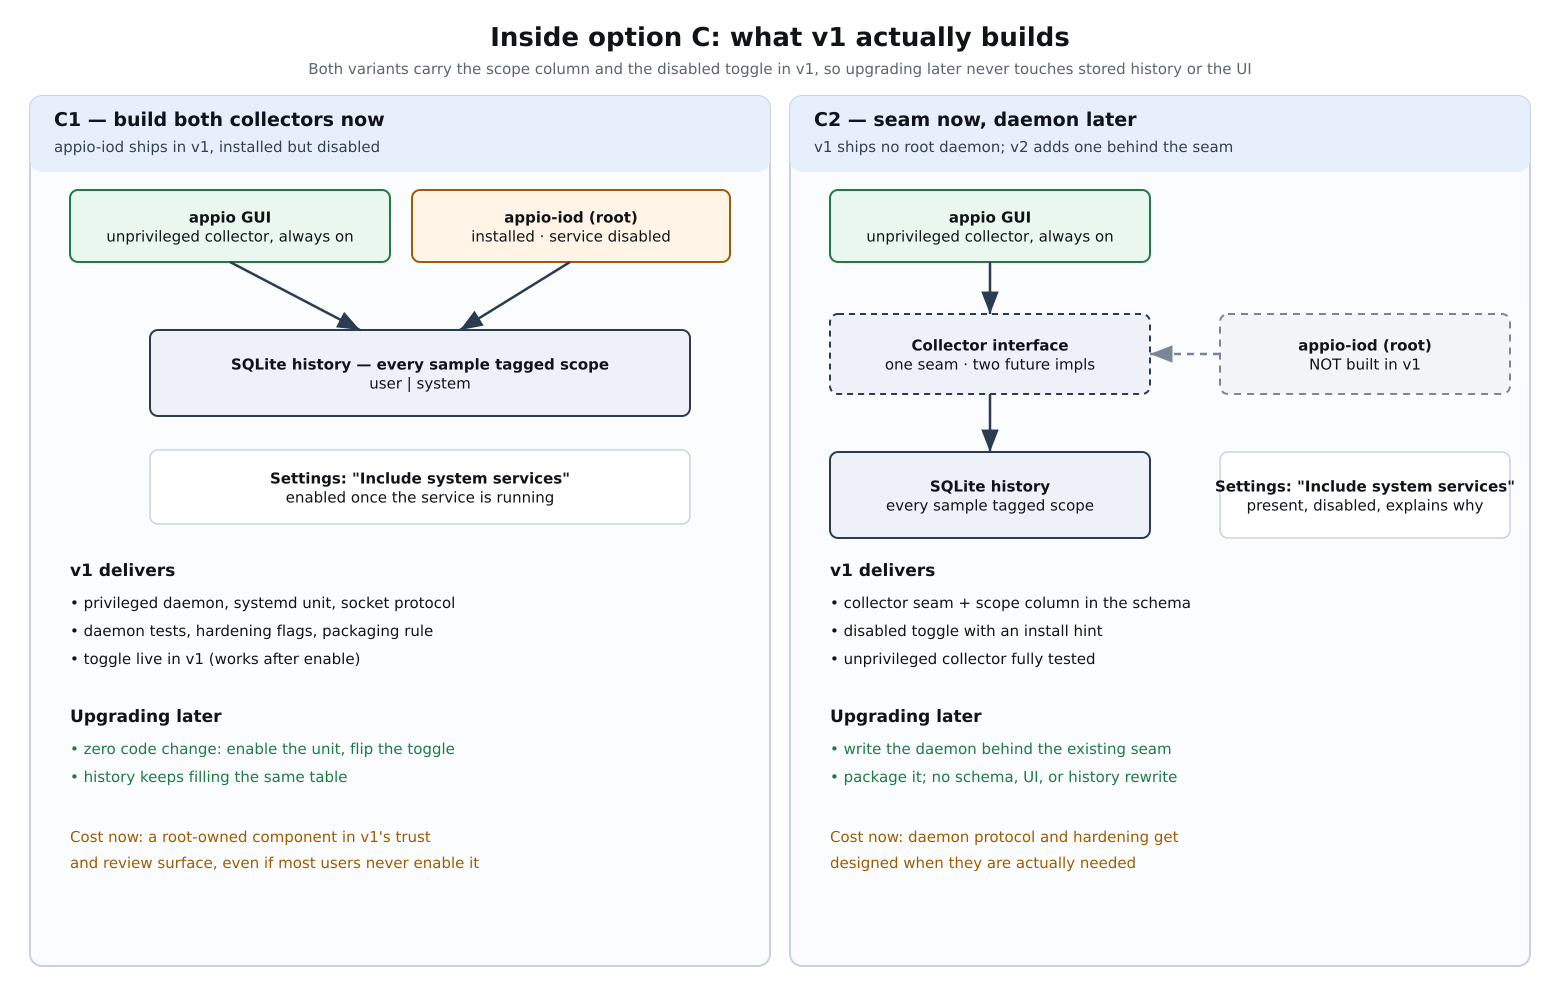 Inside option C: what v1 actually builds
Both variants carry the scope column and the disabled toggle in v1, so upgrading later never touches stored history or the UI
C1 — build both collectors now
appio-iod ships in v1, installed but disabled
appio GUI
unprivileged collector, always on
appio-iod (root)
installed · service disabled
SQLite history — every sample tagged scope
user | system
Settings: "Include system services"
enabled once the service is running
v1 delivers
• privileged daemon, systemd unit, socket protocol
• daemon tests, hardening flags, packaging rule
• toggle live in v1 (works after enable)
Upgrading later
• zero code change: enable the unit, flip the toggle
• history keeps filling the same table
Cost now: a root-owned component in v1's trust
and review surface, even if most users never enable it
C2 — seam now, daemon later
v1 ships no root daemon; v2 adds one behind the seam
appio GUI
unprivileged collector, always on
Collector interface
one seam · two future impls
appio-iod (root)
NOT built in v1
SQLite history
every sample tagged scope
Settings: "Include system services"
present, disabled, explains why
v1 delivers
• collector seam + scope column in the schema
• disabled toggle with an install hint
• unprivileged collector fully tested
Upgrading later
• write the daemon behind the existing seam
• package it; no schema, UI, or history rewrite
Cost now: daemon protocol and hardening get
designed when they are actually needed